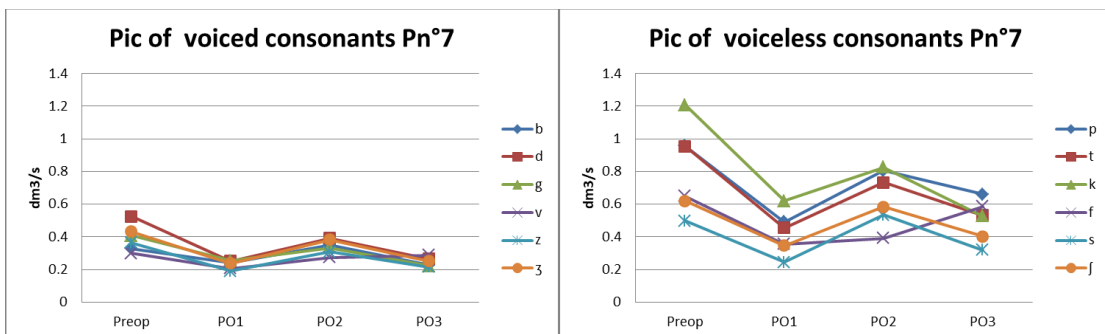 Pic of  voiced consonants Pn°7
1.4
1.2
1
0.8
0.6
0.4
0.2
0
dm3/s
Preop PO1 PO2 PO3
b
d
g
v
z
ʒ
Pic of  voiceless consonants Pn°7
1.4
1.2
1
0.8
0.6
0.4
0.2
0
dm3/s
Preop PO1 PO2 PO3
p
t
k
f
s
ʃ